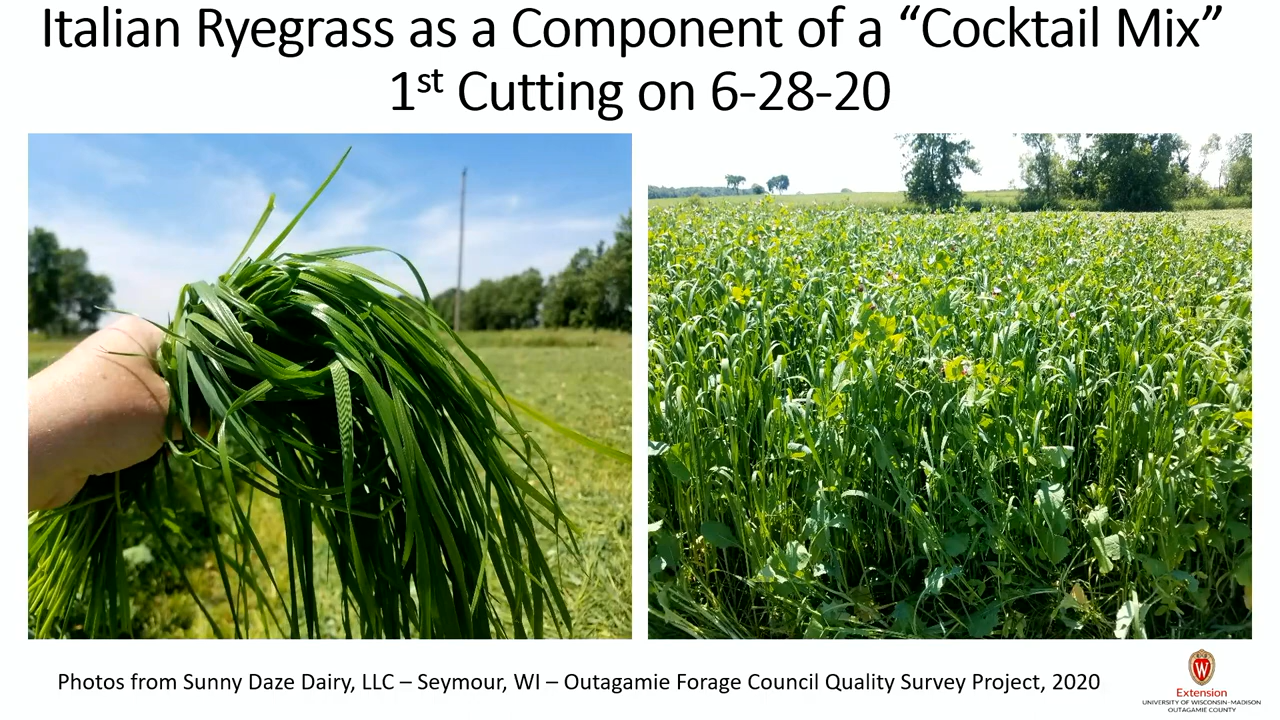 Italian Ryegrass as a Component of a “Cocktail Mix”
1st Cutting on 6-28-20
Photos from Sunny Daze Dairy, LLC – Seymour, WI – Outagamie Forage Council Quality Survey Project, 2020
W
Extension
UNIVERSITY OF WISCONSIN–MADISON
OUTAGAMIE COUNTY